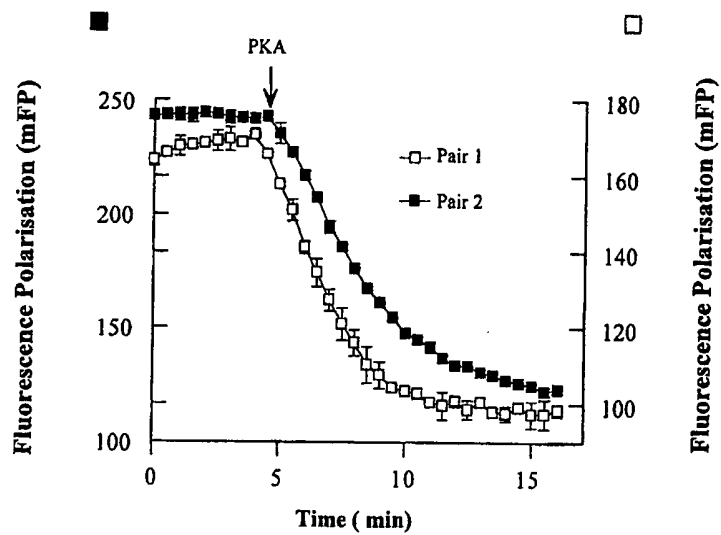 PKA
Fluorescence Polarisation (mFP)
250
200
150
100
Pair 1
Pair 2
180
160
140
120
100
Fluorescence Polarisation (mFP)
0
5
10
15
Time ( min)